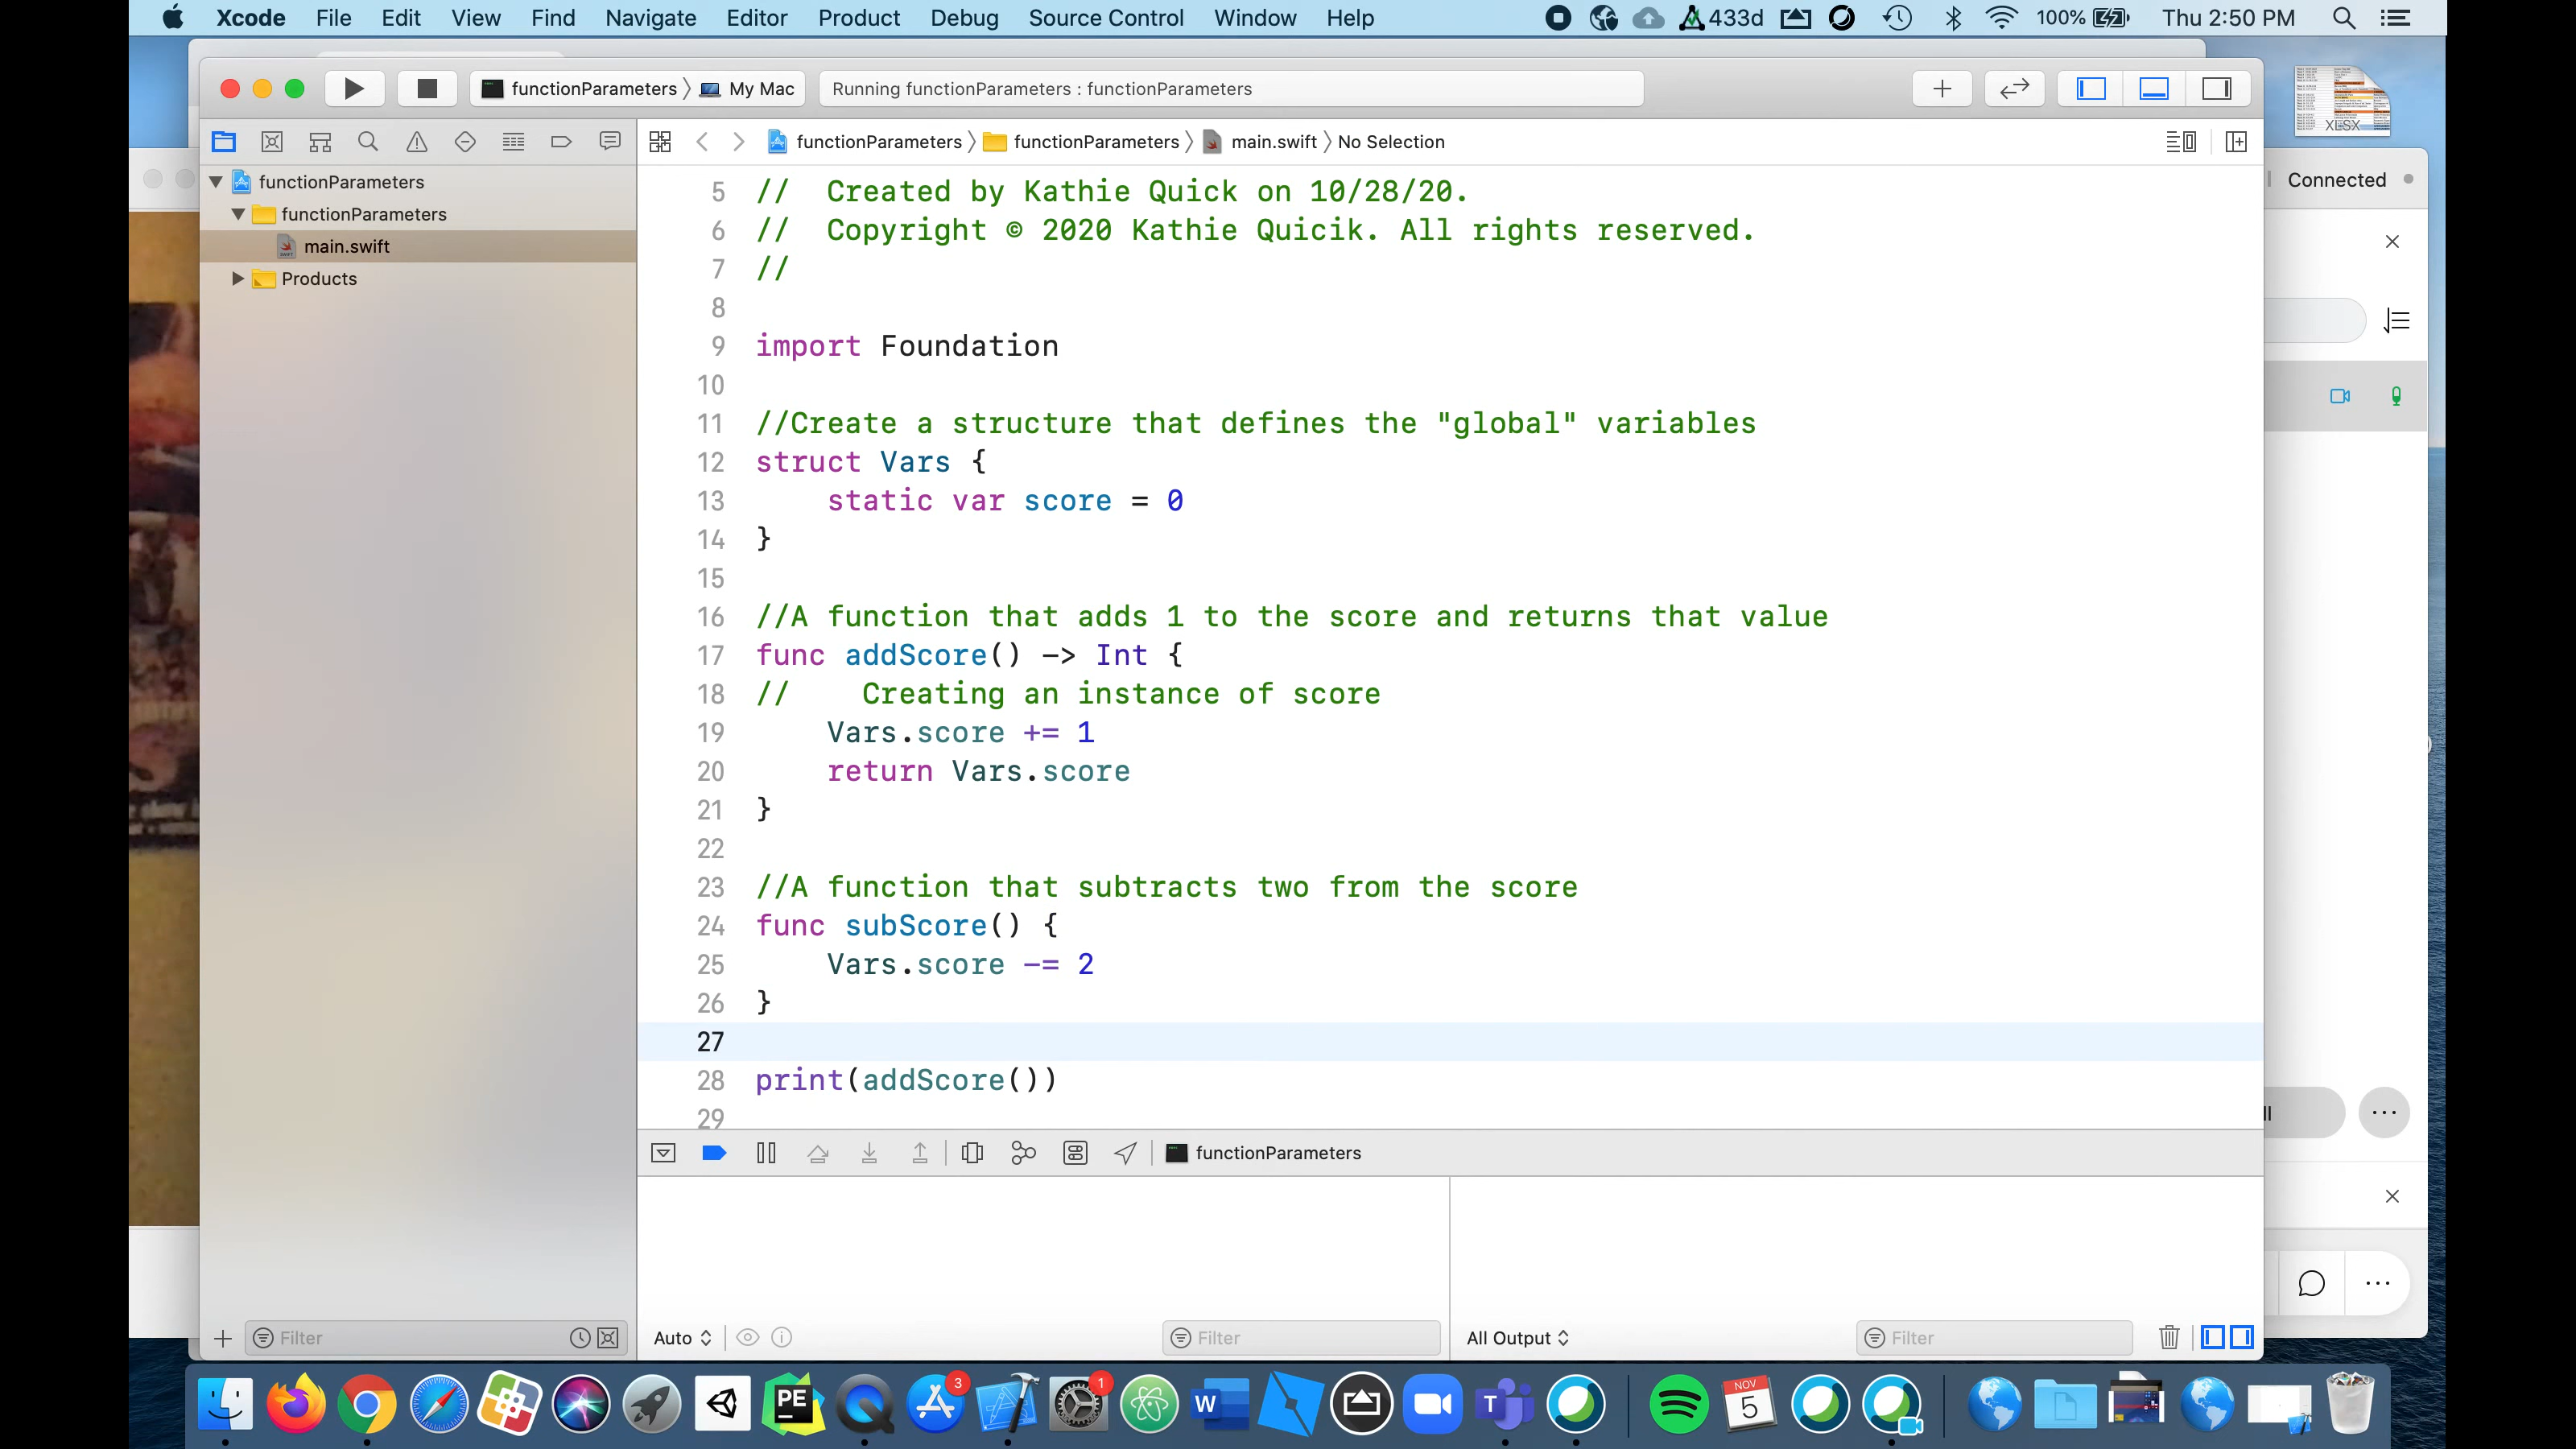 Xcode File Edit View Find Navigate Editor Product Debug Source Control Window Help 433d 100% Thu 2:50 PM
functionParameters My Mac Running functionParameters : functionParameters
XLSX
functionParameters functionParameters main.swift No Selection
Connected
functionParameters
functionParameters
main.swift
Products
5 //  Created by Kathie Quick on 10/28/20.
6 //  Copyright © 2020 Kathie Quicik. All rights reserved.
7 //
8
9 import Foundation
10
11 //Create a structure that defines the "global" variables
12 struct Vars {
13     static var score = 0
14 }
15
16 //A function that adds 1 to the score and returns that value
17 func addScore() -> Int {
18 //    Creating an instance of score
19     Vars.score += 1
20     return Vars.score
21 }
22
23 //A function that subtracts two from the score
24 func subScore() {
25     Vars.score -= 2
26 }
27
28 print(addScore())
29
functionParameters
Filter Auto Filter All Output Filter
PE 3 1 W T NOV 5